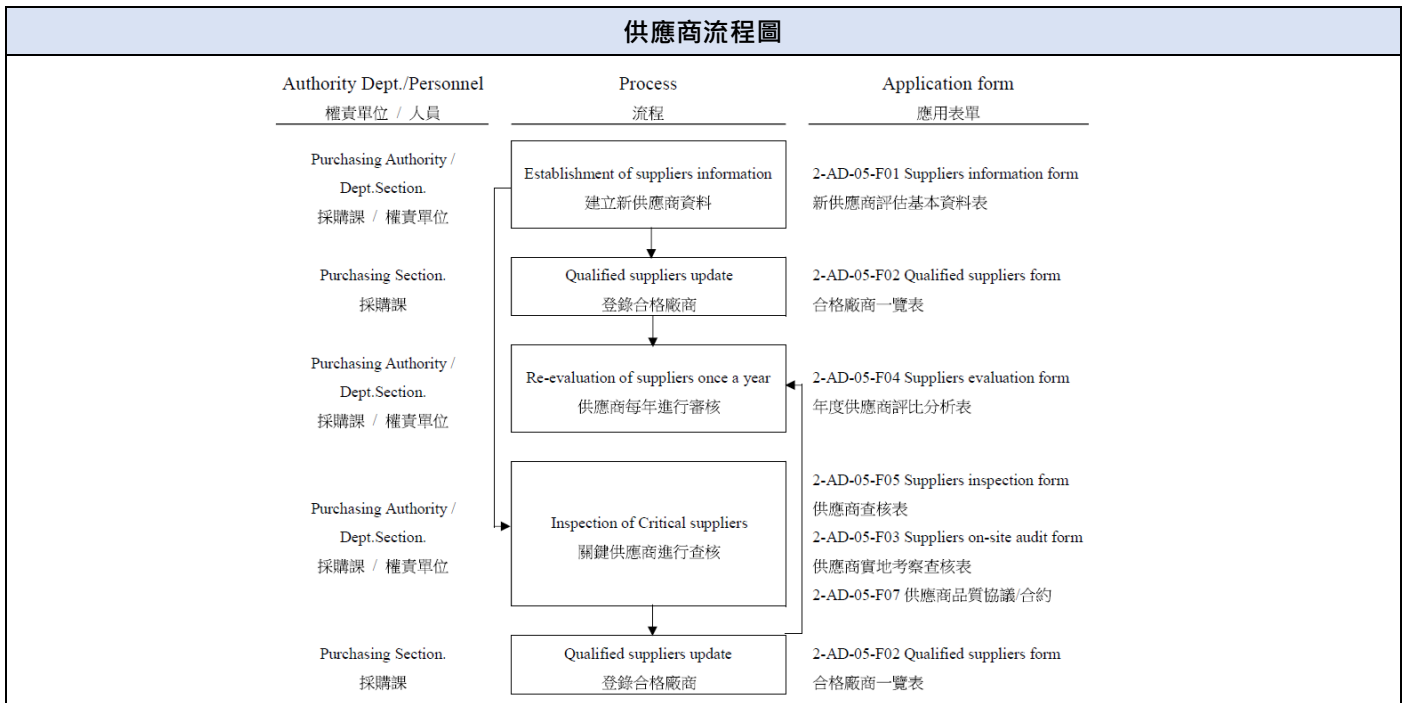 供應商流程圖
Authority Dept./Personnel
權責單位 / 人員
Process
流程
Application form
應用表單
Purchasing Authority /
Dept.Section.
採購課 / 權責單位
Establishment of suppliers information
建立新供應商資料
2-AD-05-F01 Suppliers information form
新供應商評估基本資料表
Purchasing Section.
採購課
Qualified suppliers update
登錄合格廠商
2-AD-05-F02 Qualified suppliers form
合格廠商一覽表
Purchasing Authority /
Dept.Section.
採購課 / 權責單位
Re-evaluation of suppliers once a year
供應商每年進行審核
2-AD-05-F04 Suppliers evaluation form
年度供應商評比分析表
Purchasing Authority /
Dept.Section.
採購課 / 權責單位
Inspection of Critical suppliers
關鍵供應商進行查核
2-AD-05-F05 Suppliers inspection form
供應商查核表
2-AD-05-F03 Suppliers on-site audit form
供應商實地考察查核表
2-AD-05-F07 供應商品質協議/合約
Purchasing Section.
採購課
Qualified suppliers update
登錄合格廠商
2-AD-05-F02 Qualified suppliers form
合格廠商一覽表